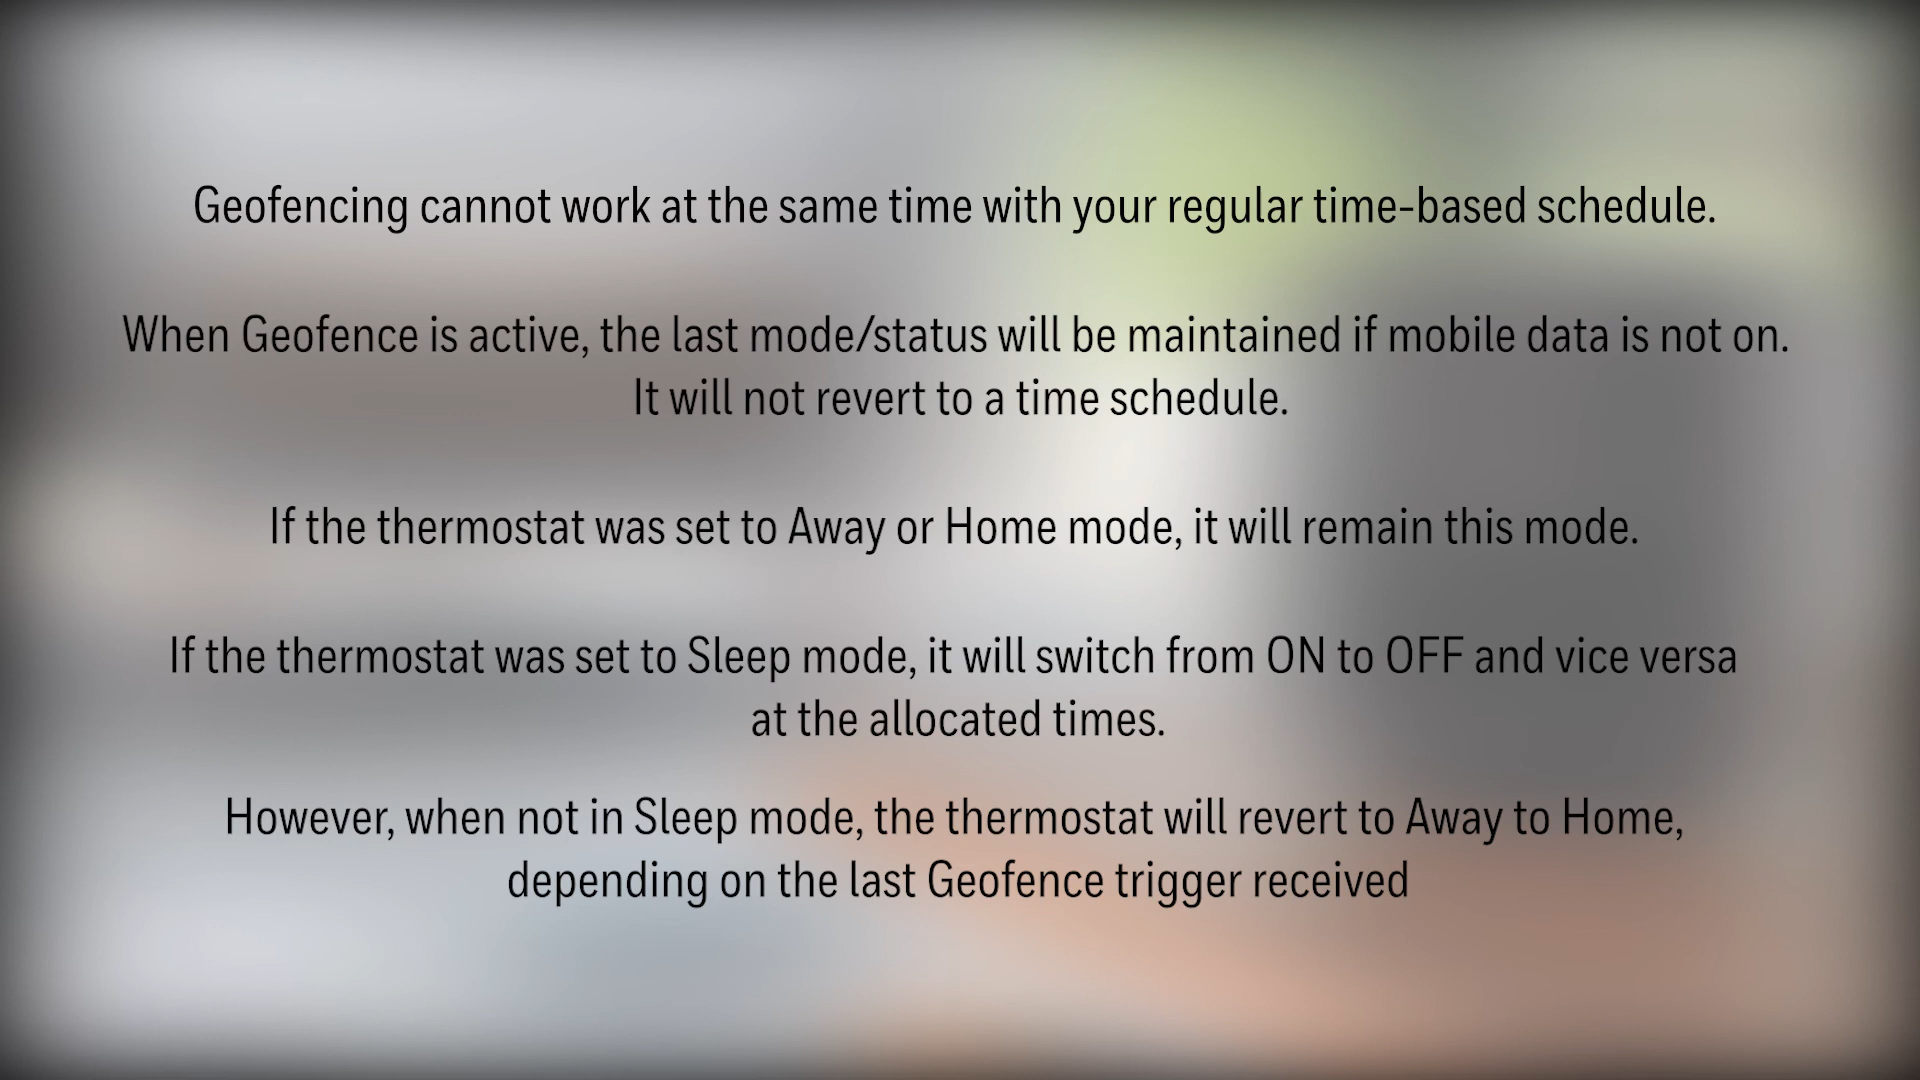 Geofencing cannot work at the same time with your regular time-based schedule.
When Geofence is active, the last mode/status will be maintained if mobile data is not on.
It will not revert to a time schedule.
If the thermostat was set to Away or Home mode, it will remain this mode.
If the thermostat was set to Sleep mode, it will switch from ON to OFF and vice versa
at the allocated times.
However, when not in Sleep mode, the thermostat will revert to Away to Home,
depending on the last Geofence trigger received